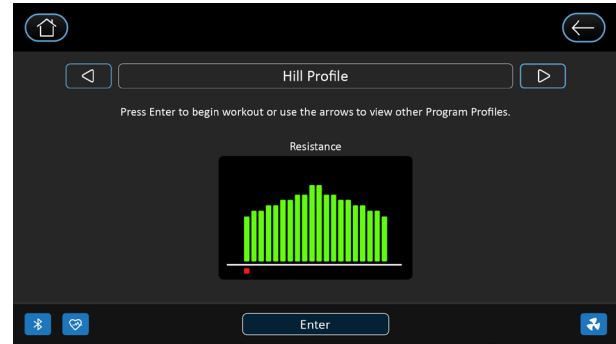 Hill Profile
Press Enter to begin workout or use the arrows to view other Program Profiles.
Resistance
Enter